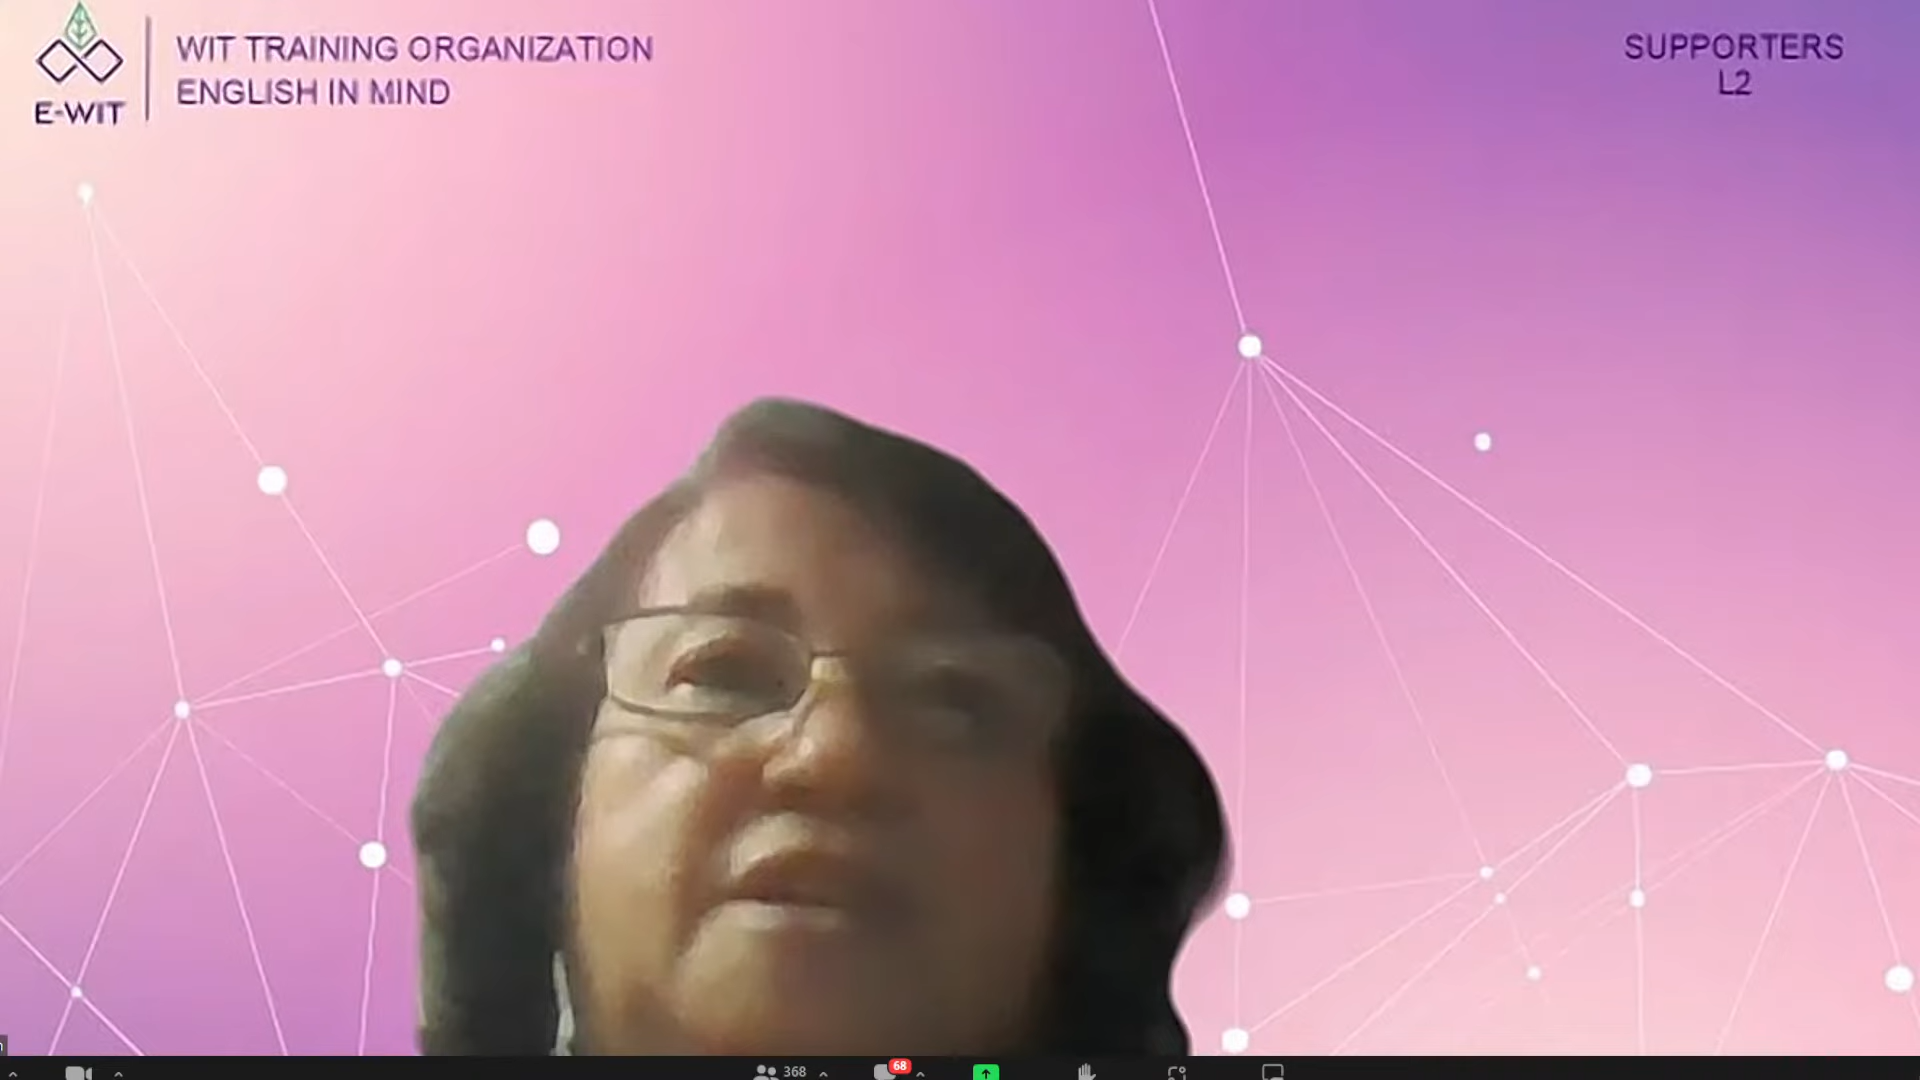 WIT TRAINING ORGANIZATION
ENGLISH IN MIND
E-WIT
SUPPORTERS
L2
368
68